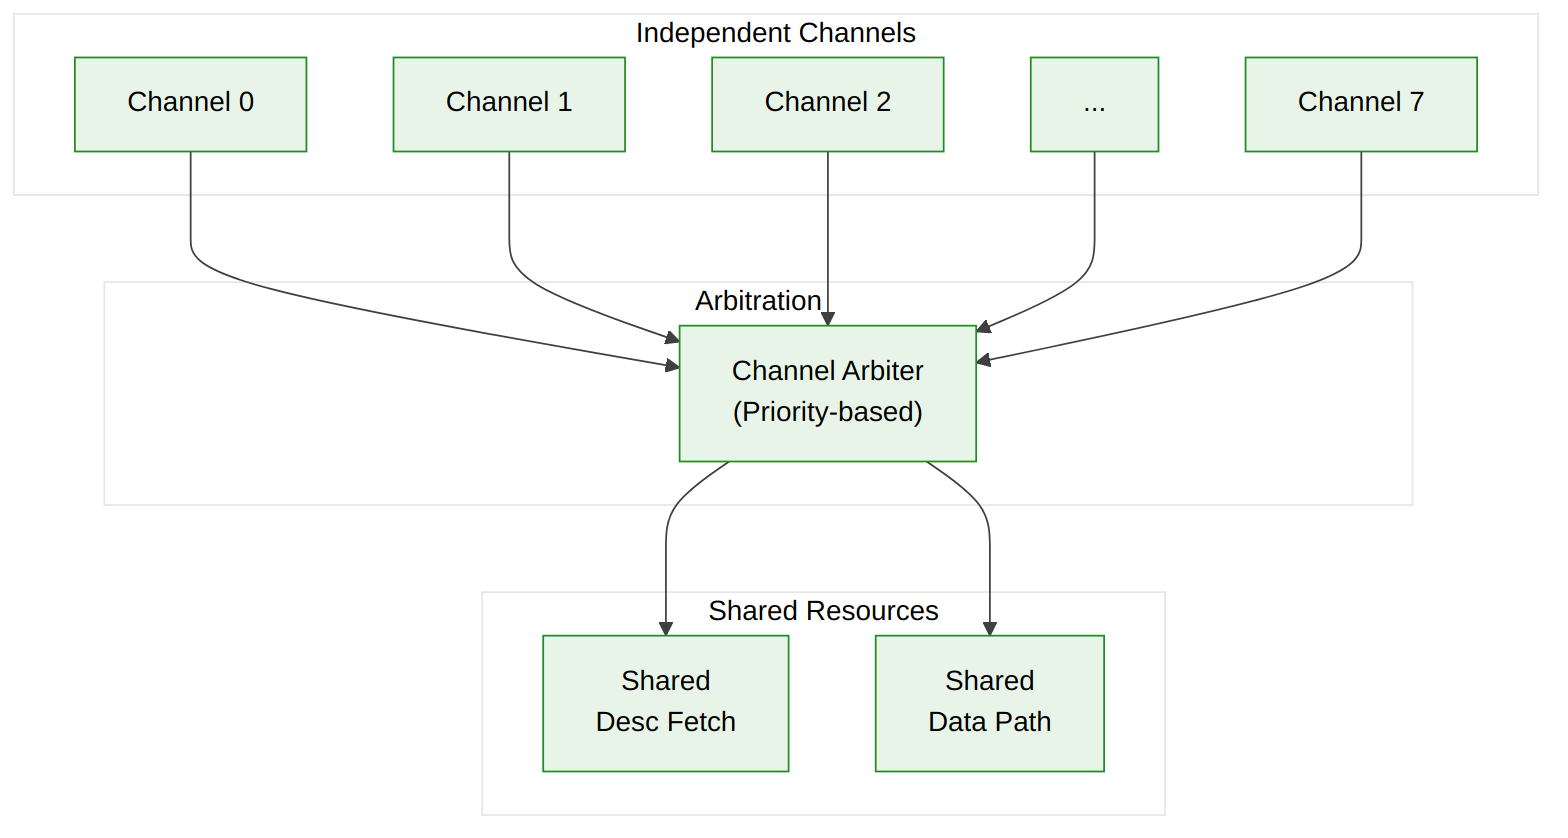 Independent Channels
Channel 0
Channel 1
Channel 2
...
Channel 7
Arbitration
Channel Arbiter
(Priority-based)
Shared Resources
Shared
Desc Fetch
Shared
Data Path